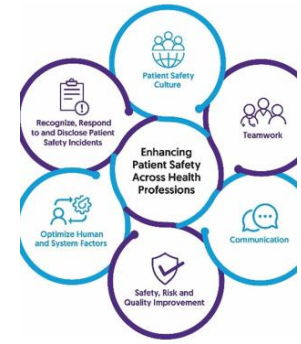 Patient Safety
Culture
Recognize, Respond
to and Disclose Patient
Safety Incidents
Teamwork
Enhancing
Patient Safety
Across Health
Professions
Optimize Human
and System Factors
Communication
Safety, Risk and
Quality Improvement